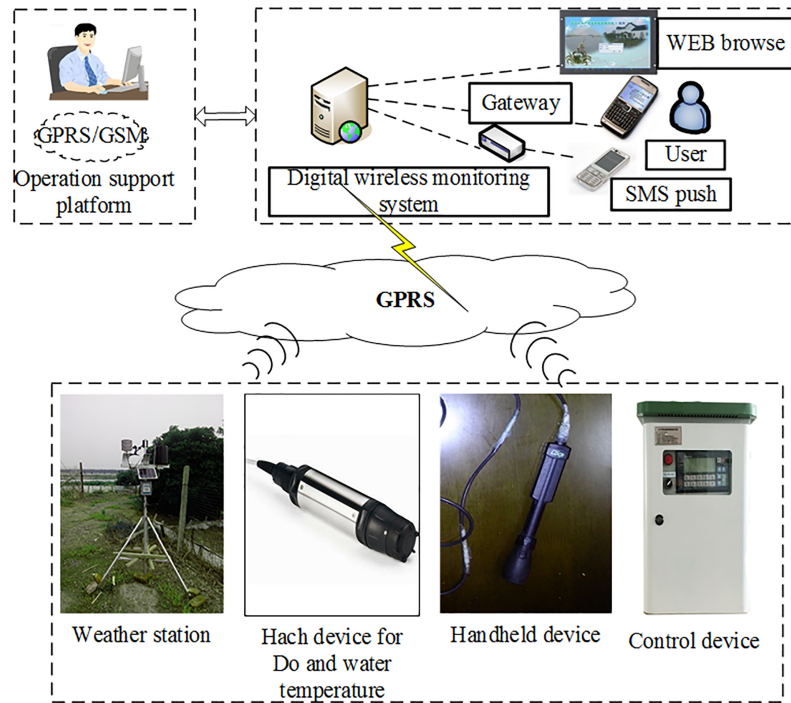 WEB browse
Gateway
GPRS/GSM
User
Operation support
platform
Digital wireless monitoring
system
SMS push
GPRS
Weather station
Hach device for
Do and water
temperature
Handheld device
Control device